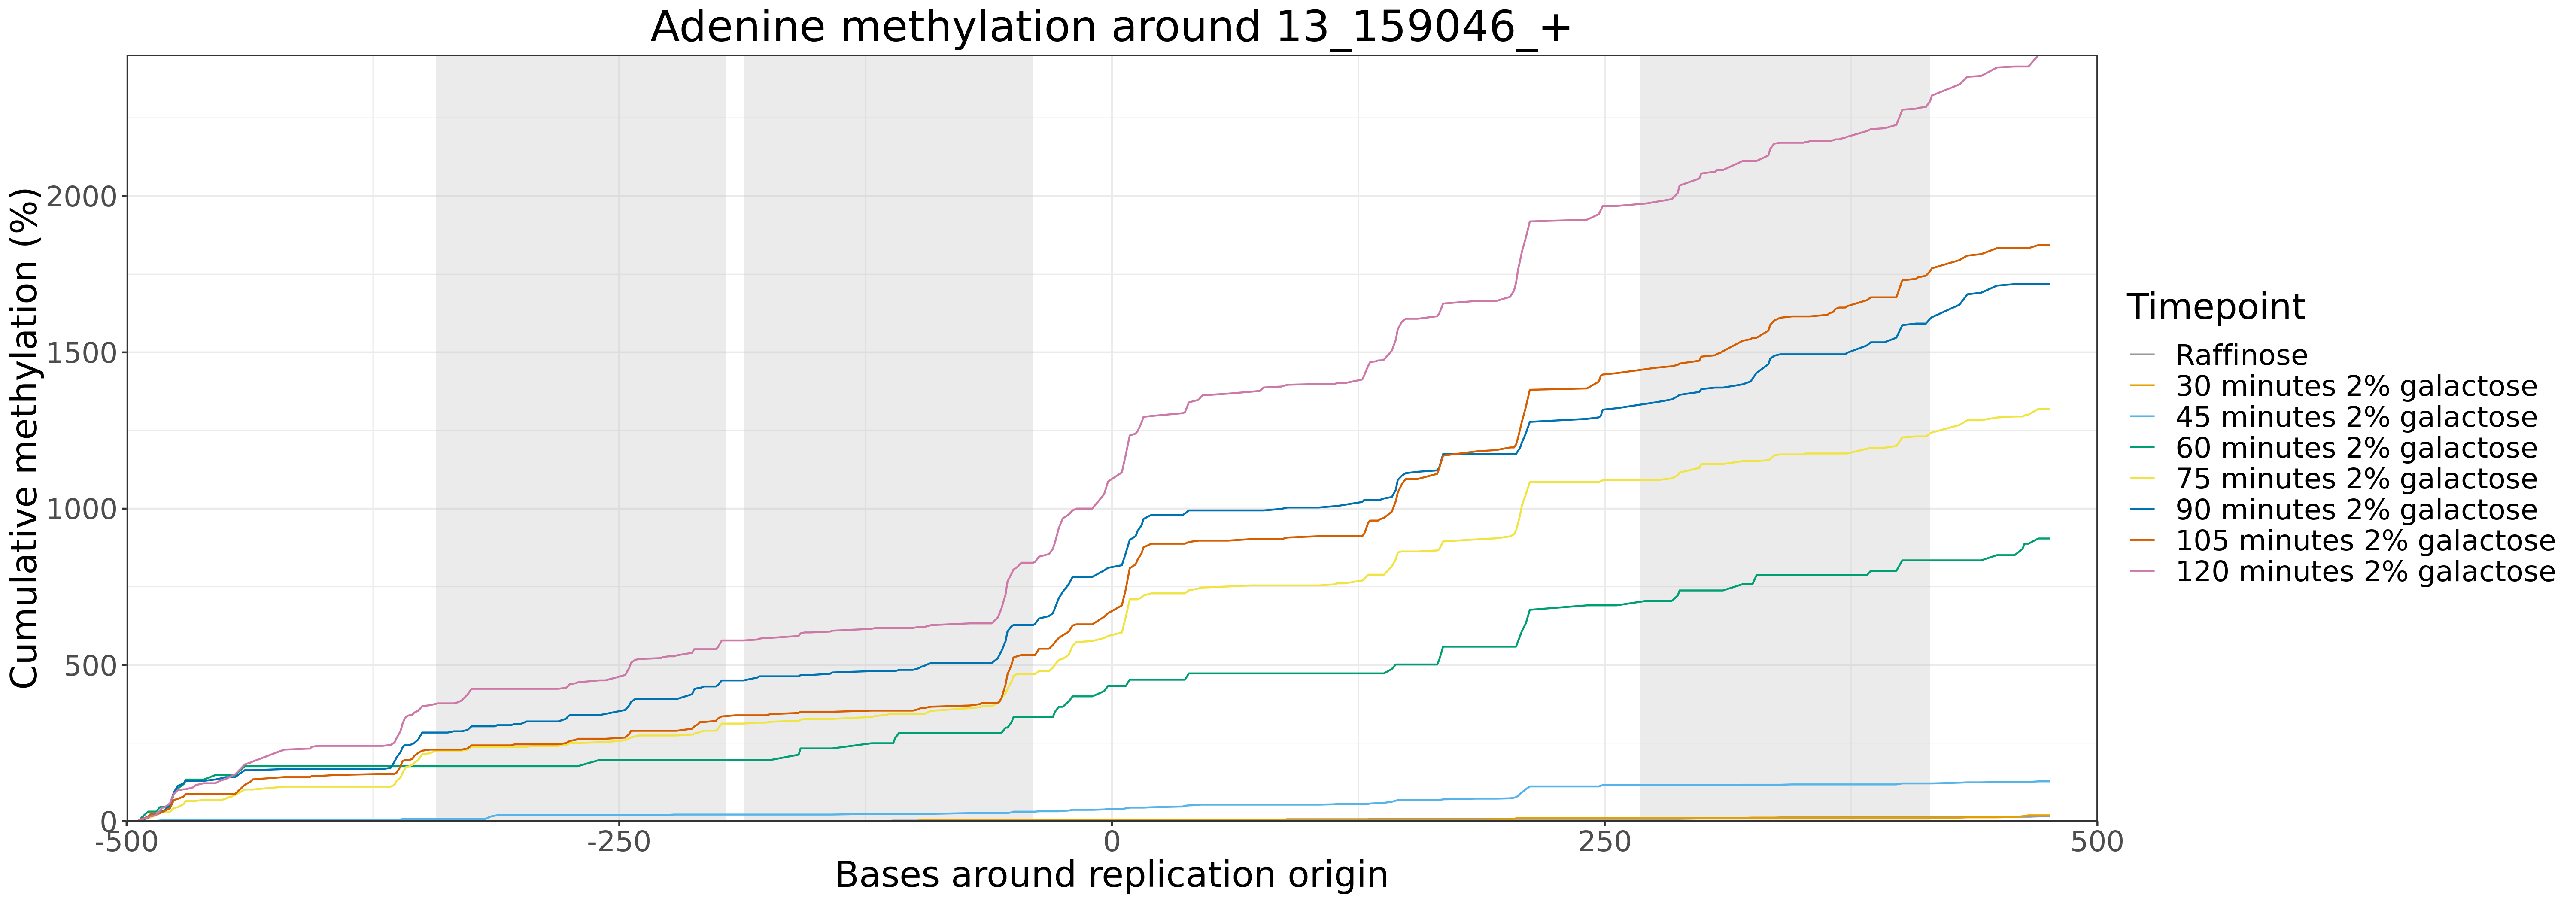 Adenine methylation around 13_159046_+
Cumulative methylation (%)
2000
1500
1000
500
0
-500
-250
0
250
500
Bases around replication origin
Timepoint
Raffinose
30 minutes 2% galactose
45 minutes 2% galactose
60 minutes 2% galactose
75 minutes 2% galactose
90 minutes 2% galactose
105 minutes 2% galactose
120 minutes 2% galactose